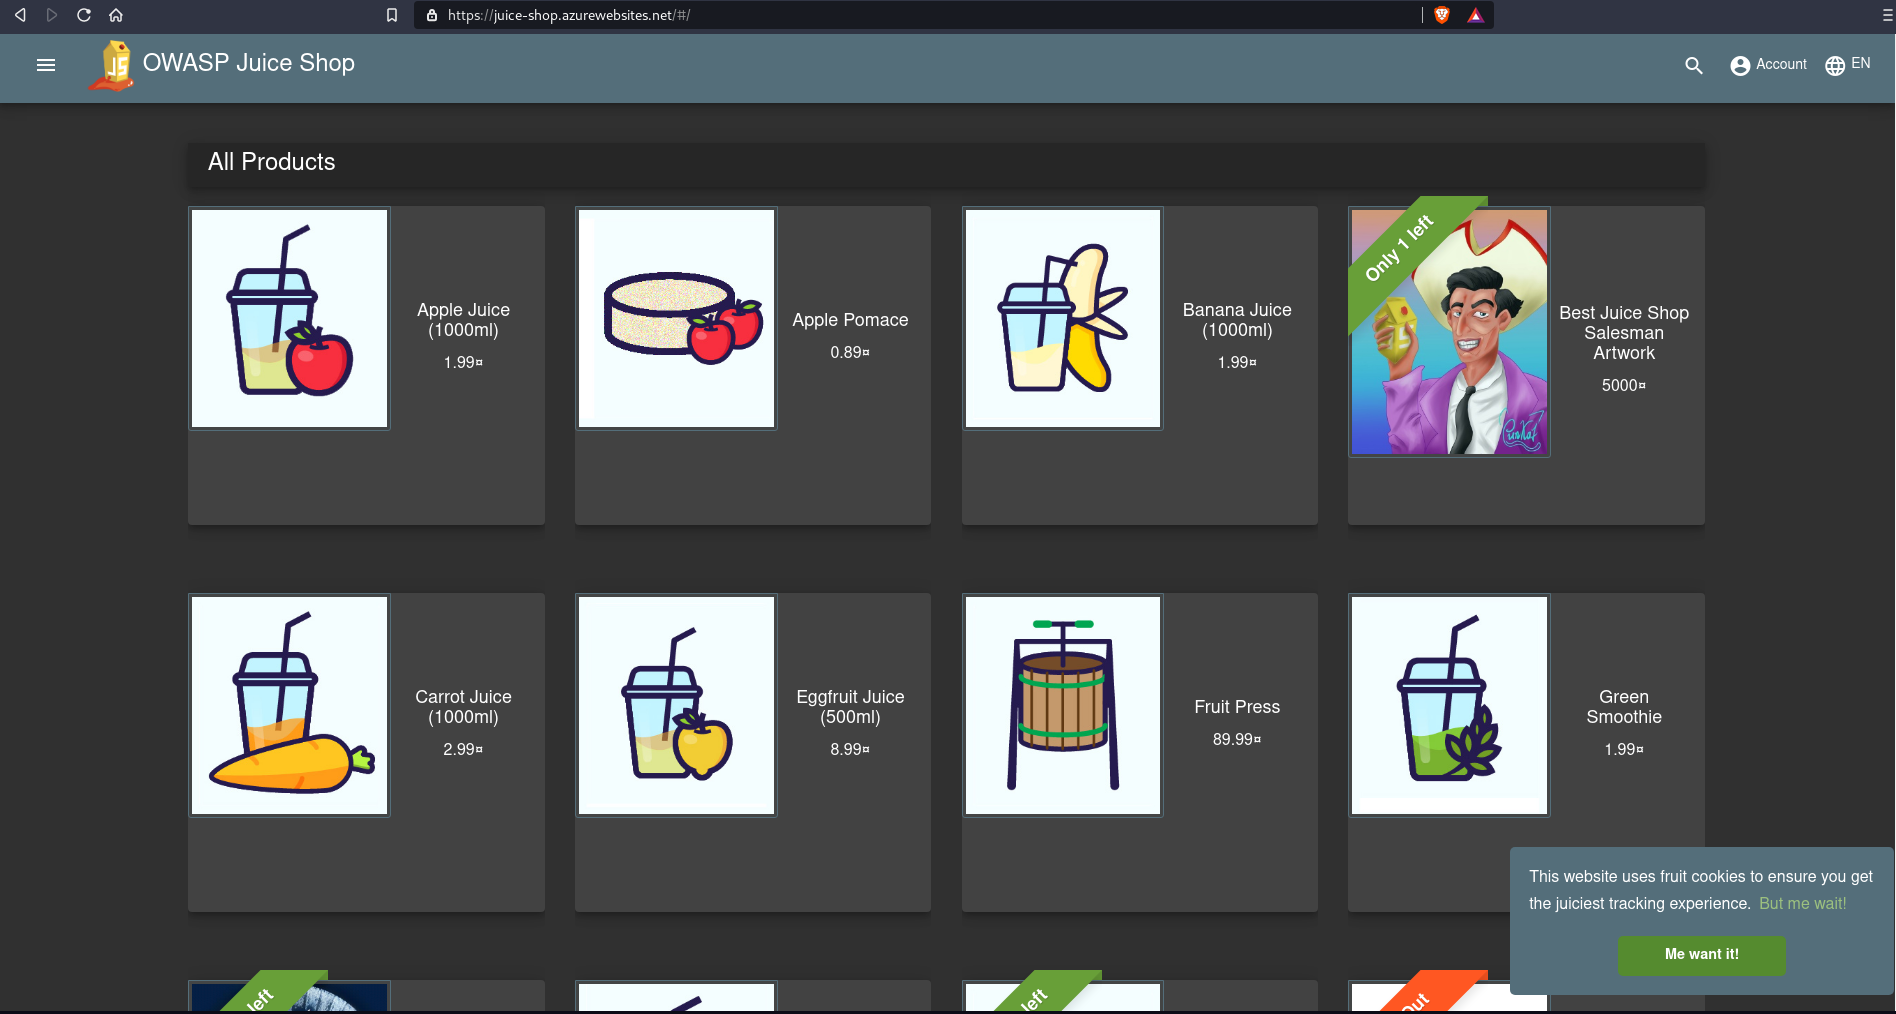 https://juice-shop.azurewebsites.net/#/
OWASP Juice Shop
Account
EN
All Products
Apple Juice
(1000ml)
1.99¤
Apple Pomace
0.89¤
Banana Juice
(1000ml)
1.99¤
Only 1 left
Best Juice Shop
Salesman
Artwork
5000¤
Carrot Juice
(1000ml)
2.99¤
Eggfruit Juice
(500ml)
8.99¤
Fruit Press
89.99¤
Green
Smoothie
1.99¤
This website uses fruit cookies to ensure you get
the juiciest tracking experience. But me wait!
Me want it!
left
left
Out